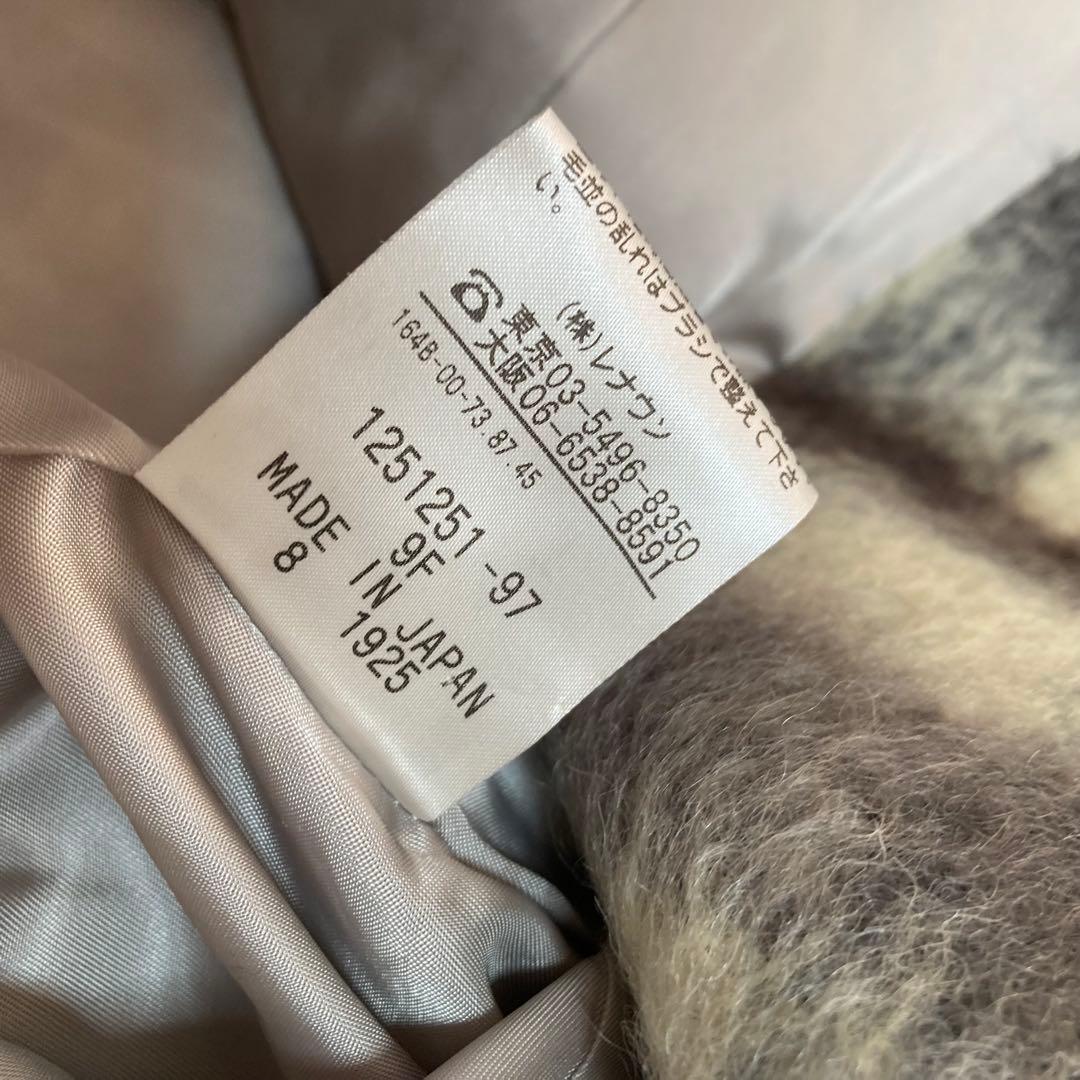 毛並の乱れはブラシで整えて下さ
い。
(株)レナウン
東京03-5496-8350
大阪06-6538-8591
164B-00-73.87.45
1251251-97
9F
MADE IN JAPAN
8 1925